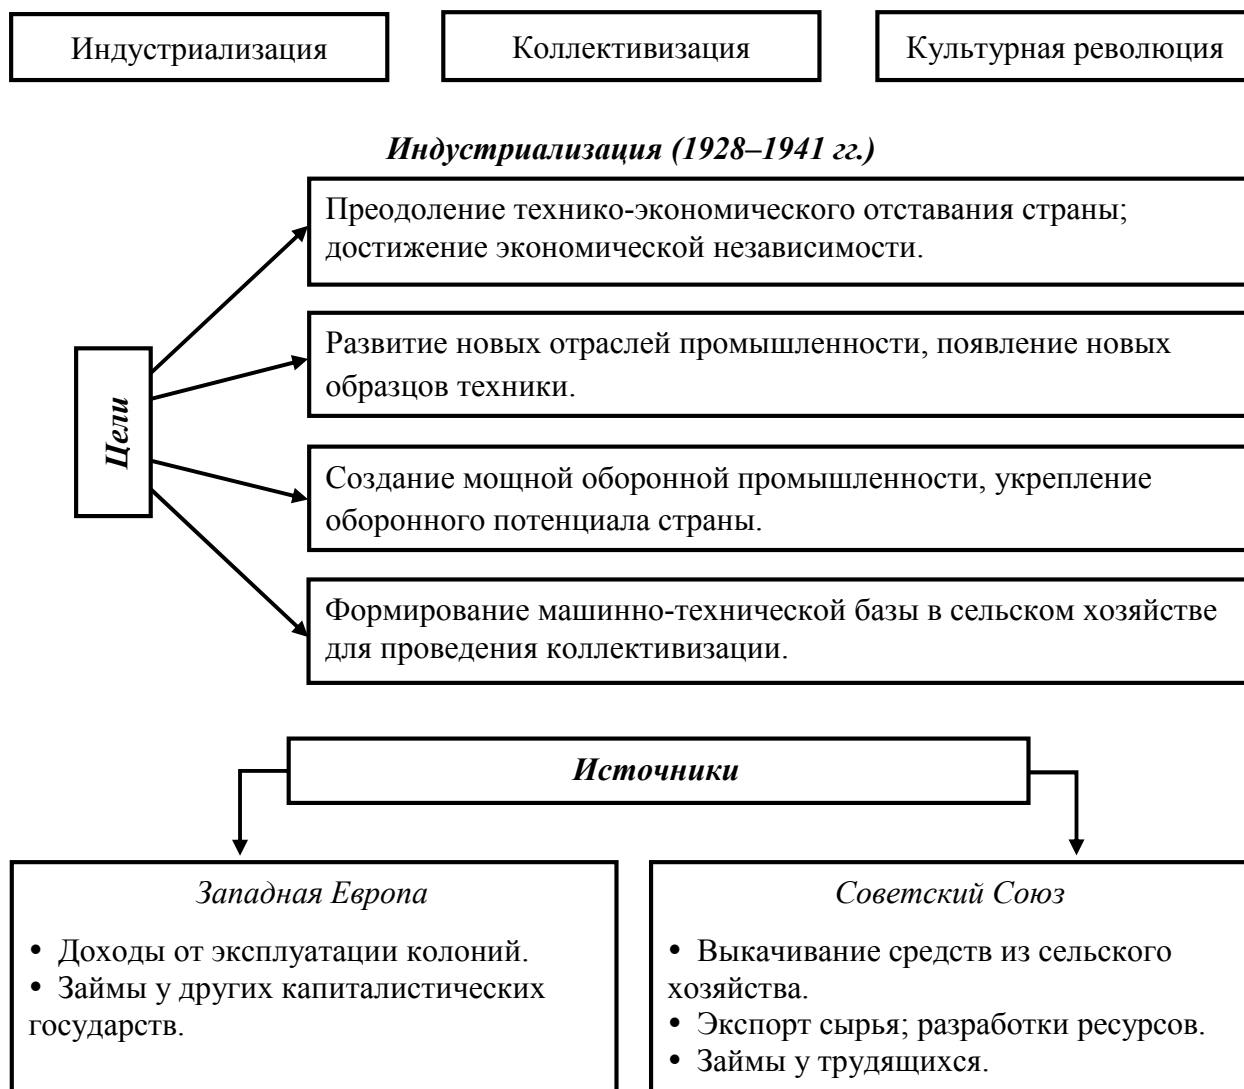 Индустриализация
Коллективизация
Культурная революция
Индустриализация (1928–1941 гг.)
Цели
Преодоление технико-экономического отставания страны;
достижение экономической независимости.
Развитие новых отраслей промышленности, появление новых
образцов техники.
Создание мощной оборонной промышленности, укрепление
оборонного потенциала страны.
Формирование машинно-технической базы в сельском хозяйстве
для проведения коллективизации.
Источники
Западная Европа
• Доходы от эксплуатации колоний.
• Займы у других капиталистических
государств.
Советский Союз
• Выкачивание средств из сельского
хозяйства.
• Экспорт сырья; разработки ресурсов.
• Займы у трудящихся.